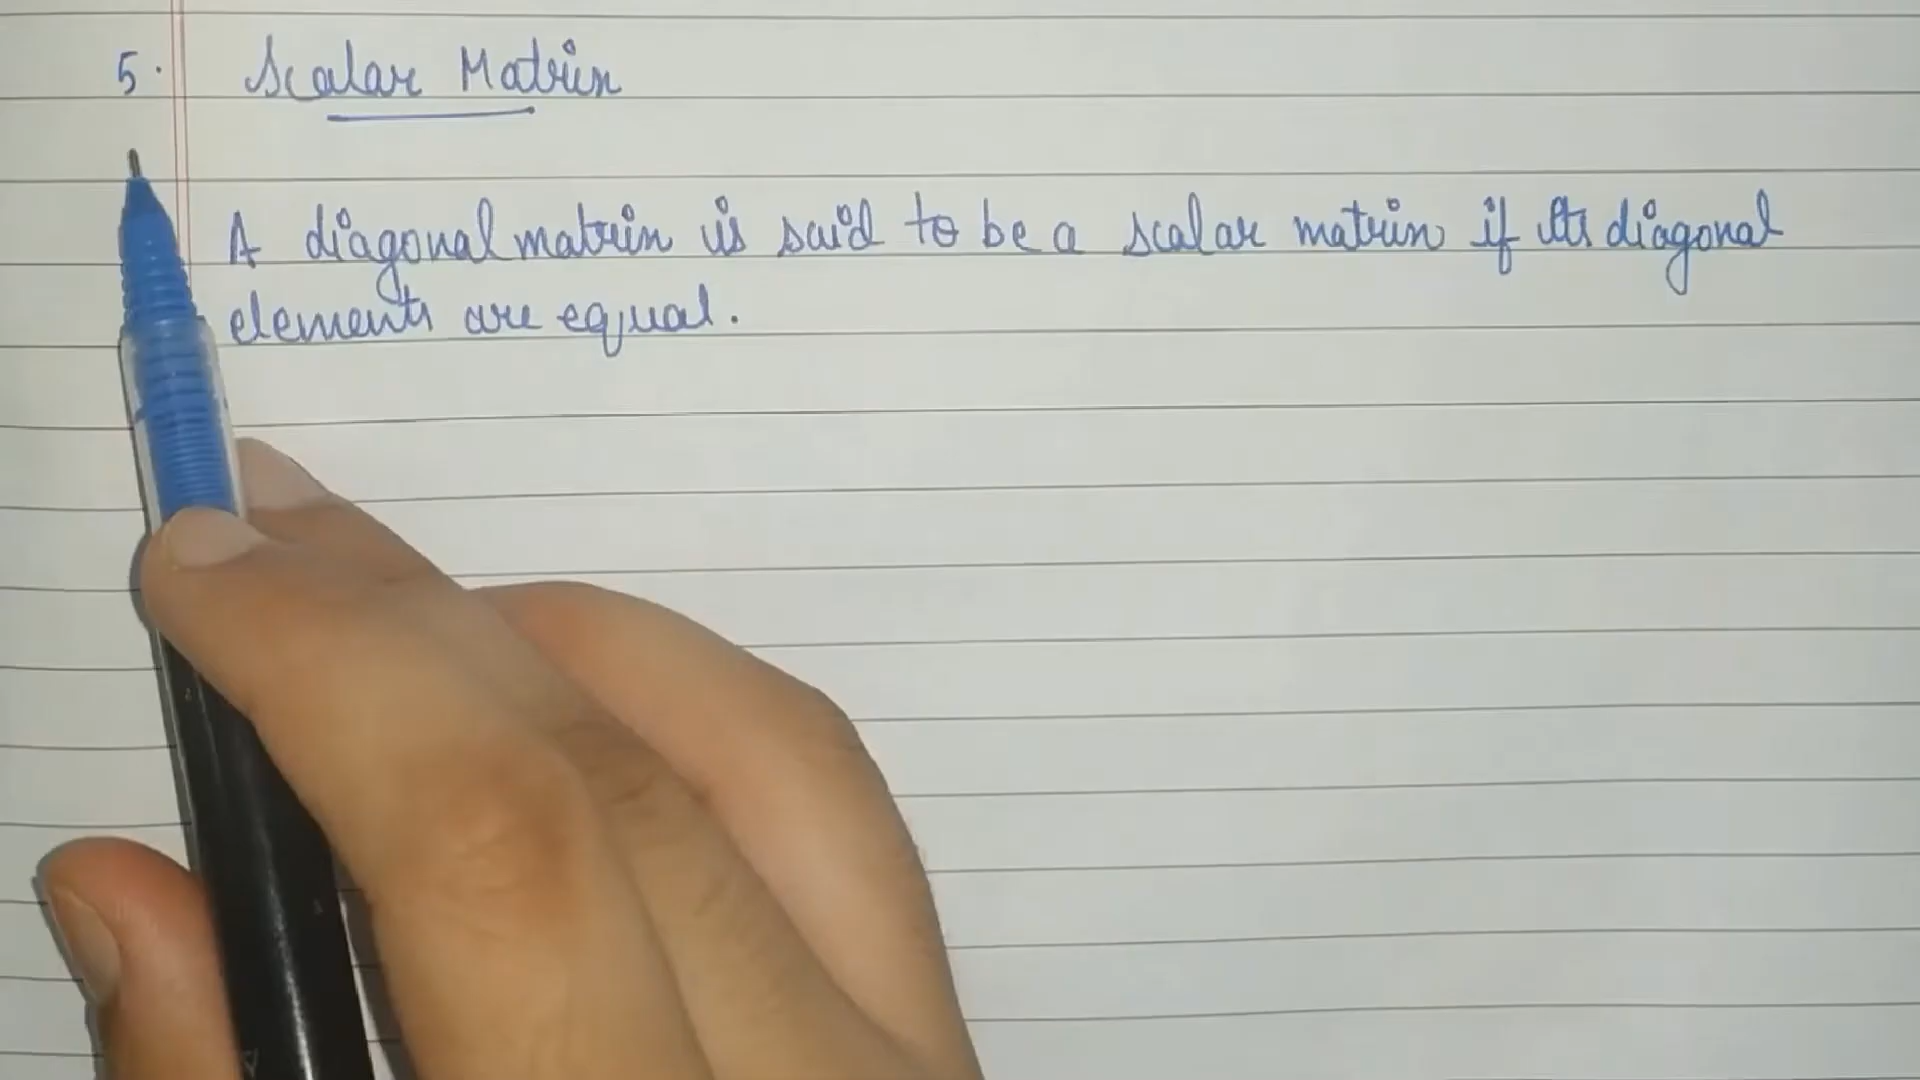 5. Scalar Matrix
A diagonal matrix is said to be a scalar matrix if its diagonal
elements are equal.